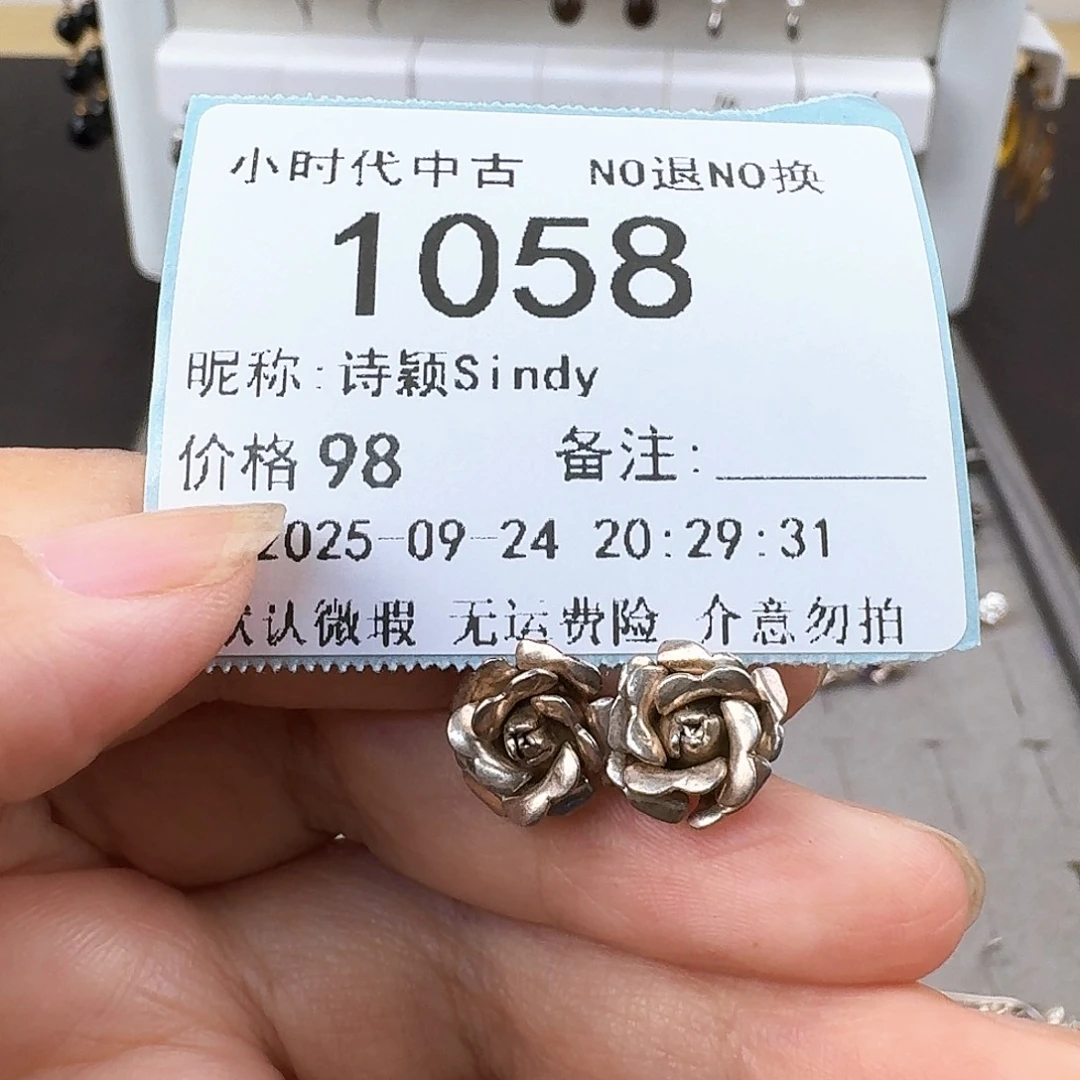 小时代中古 NO退NO换
1058
昵称:诗颖Sindy
价格 98 备注:
2025-09-24 20:29:31
默认微瑕 无运费险 介意勿拍